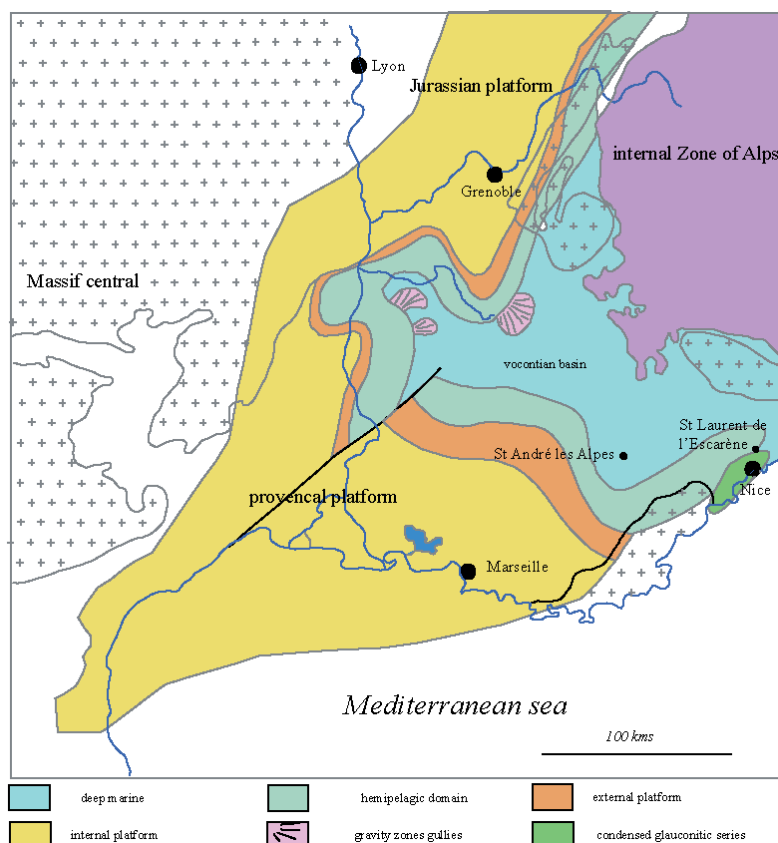 Lyon
Jurassian platform
internal Zone of Alps
Grenoble
Massif central
vocontian basin
St Laurent de
l'Escarène
St André les Alpes
Nice
provencal platform
Marseille
Mediterranean sea
100 kms
deep marine
hemipelagic domain
external platform
internal platform
gravity zones gullies
condensed glauconitic series